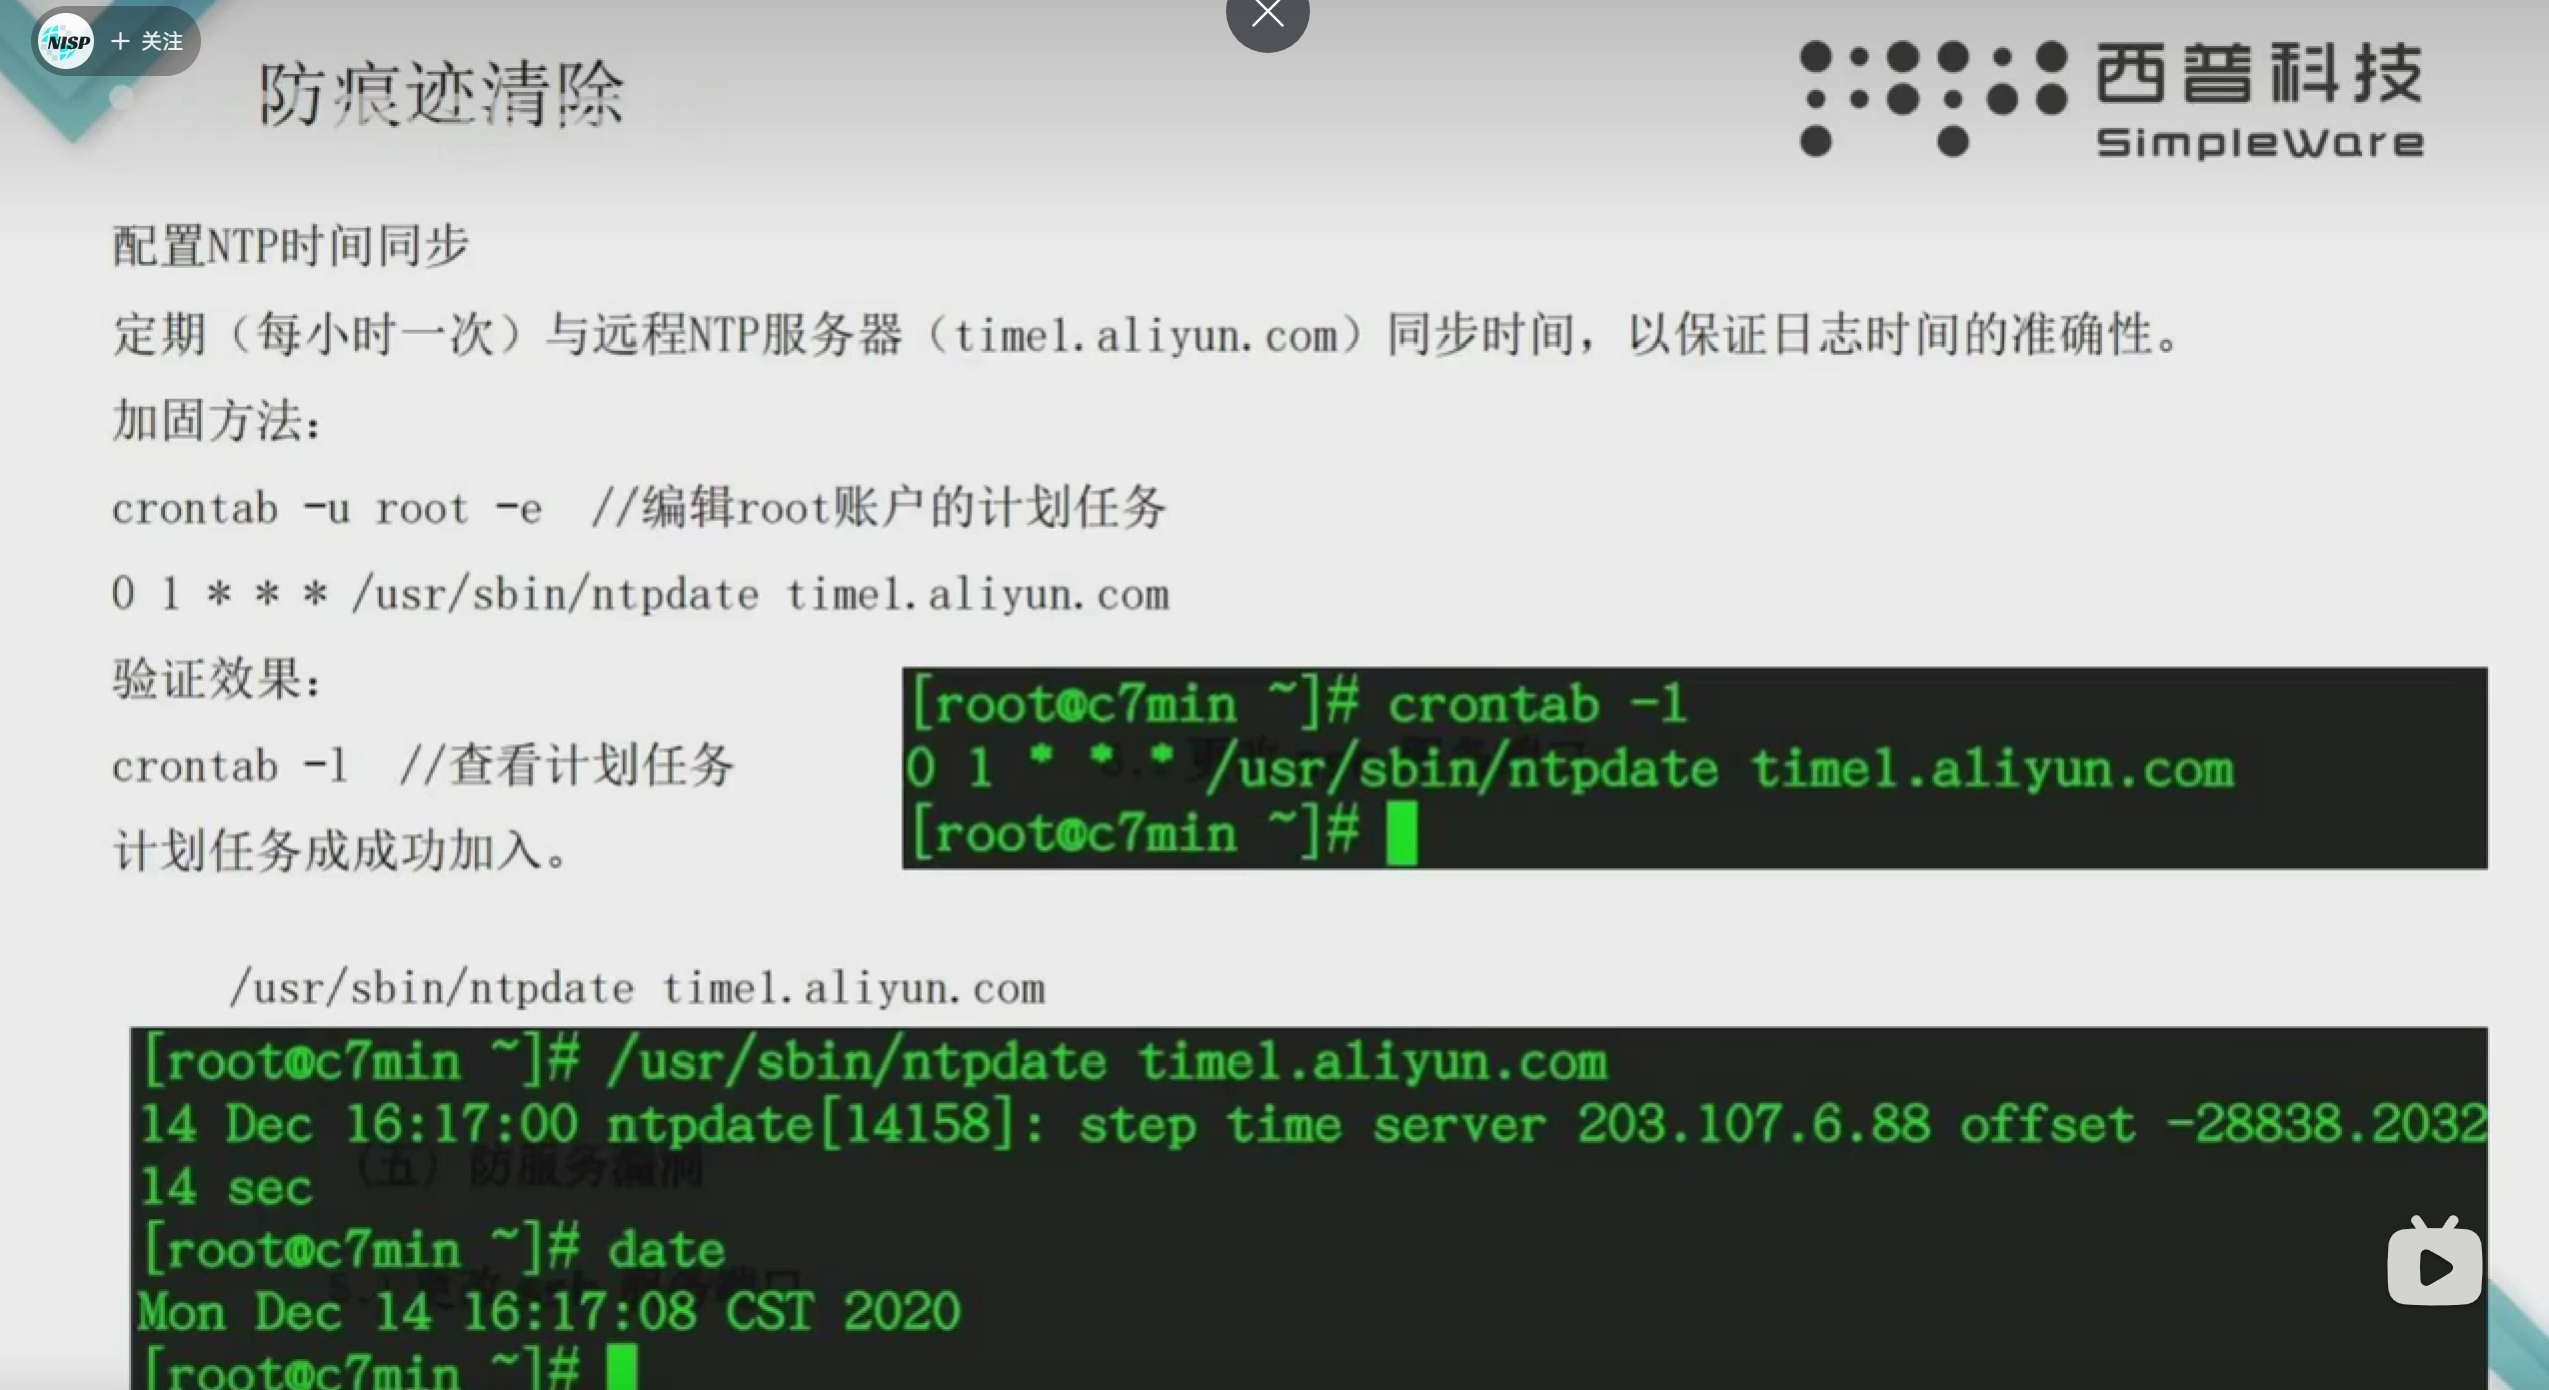 NISP + 关注
防痕迹清除
西普科技
SimpleWare
配置NTP时间同步
定期（每小时一次）与远程NTP服务器（time1.aliyun.com）同步时间，以保证日志时间的准确性。
加固方法：
crontab -u root -e  //编辑root账户的计划任务
0 1 * * * /usr/sbin/ntpdate time1.aliyun.com
验证效果：
crontab -l  //查看计划任务
计划任务成成功加入。
[root@c7min ~]# crontab -l
0 1 * * * /usr/sbin/ntpdate time1.aliyun.com
[root@c7min ~]#
/usr/sbin/ntpdate time1.aliyun.com
[root@c7min ~]# /usr/sbin/ntpdate time1.aliyun.com
14 Dec 16:17:00 ntpdate[14158]: step time server 203.107.6.88 offset -28838.2032
14 sec
[root@c7min ~]# date
Mon Dec 14 16:17:08 CST 2020
[root@c7min ~]#
（五）防服务漏洞